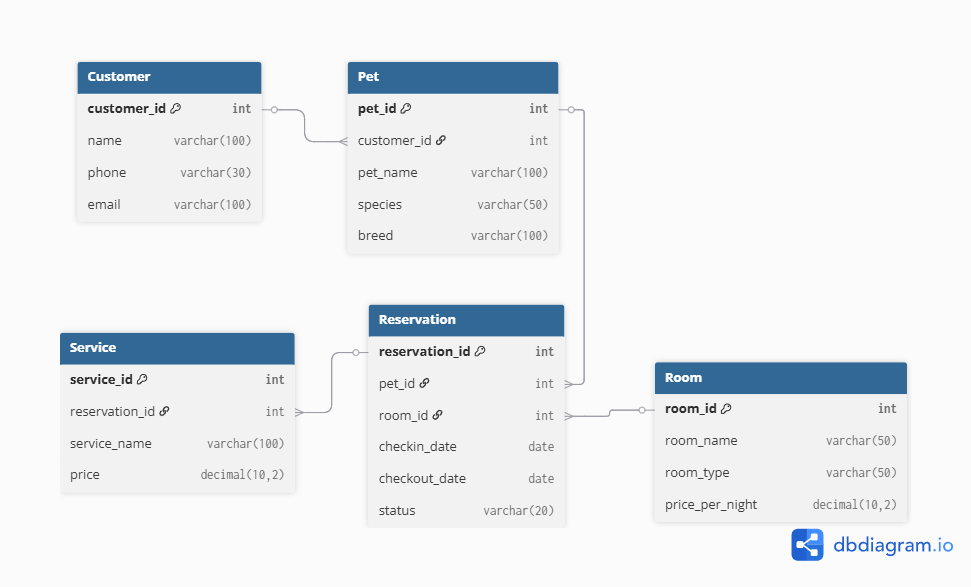 Customer
customer_id int
name varchar(100)
phone varchar(30)
email varchar(100)
Pet
pet_id int
customer_id int
pet_name varchar(100)
species varchar(50)
breed varchar(100)
Service
service_id int
reservation_id int
service_name varchar(100)
price decimal(10,2)
Reservation
reservation_id int
pet_id int
room_id int
checkin_date date
checkout_date date
status varchar(20)
Room
room_id int
room_name varchar(50)
room_type varchar(50)
price_per_night decimal(10,2)
dbdiagram.io